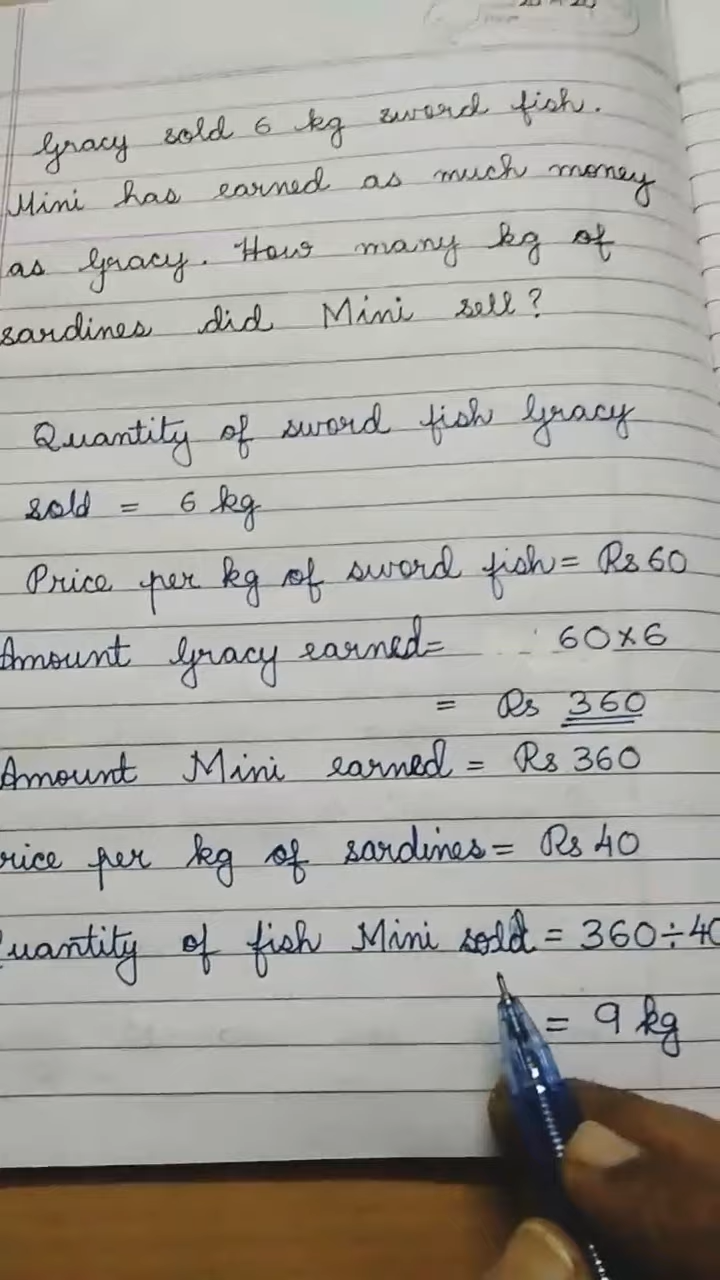 Gracy sold 6 kg sword fish.
Mini has earned as much money
as Gracy. How many kg of
sardines did Mini sell?
Quantity of sword fish Gracy
sold = 6 kg
Price per kg of sword fish = Rs 60
Amount Gracy earned = 60×6
= Rs 360
Amount Mini earned = Rs 360
rice per kg of sardines = Rs 40
uantity of fish Mini sold = 360÷40
= 9 kg